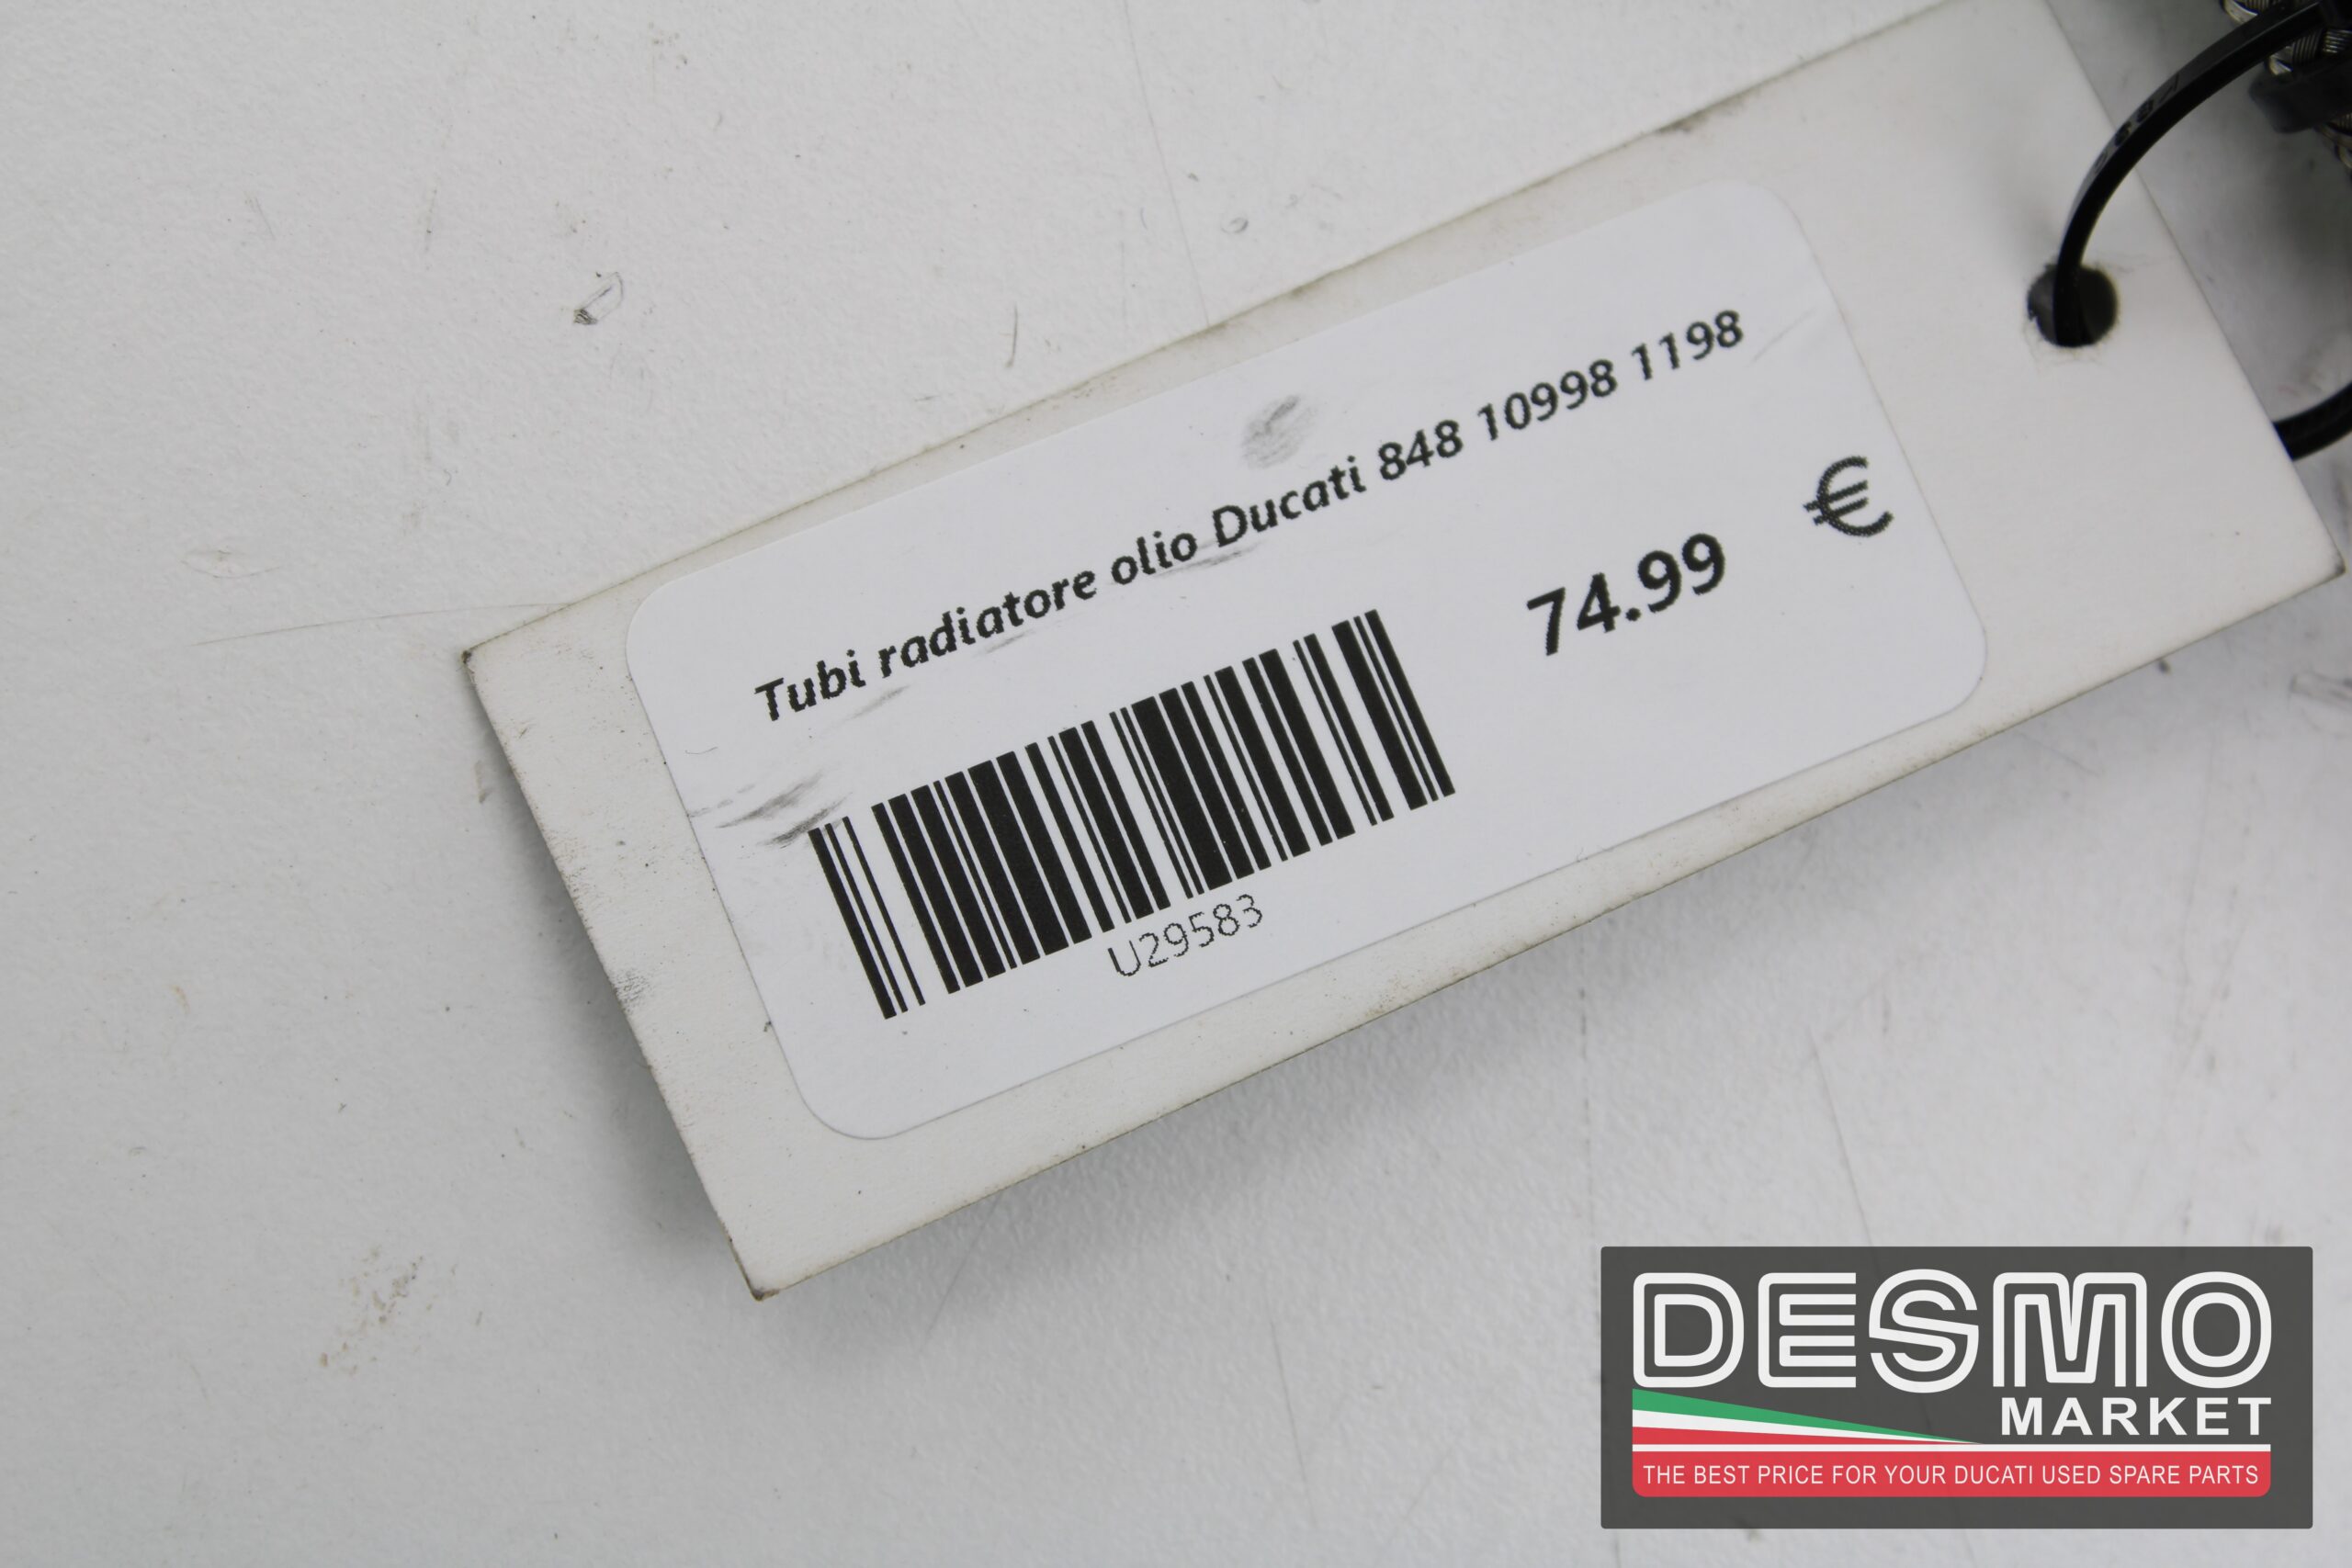 Tubi radiatore olio Ducati 848 10998 1198
74.99 €
U29583
DESMO
MARKET
THE BEST PRICE FOR YOUR DUCATI USED SPARE PARTS